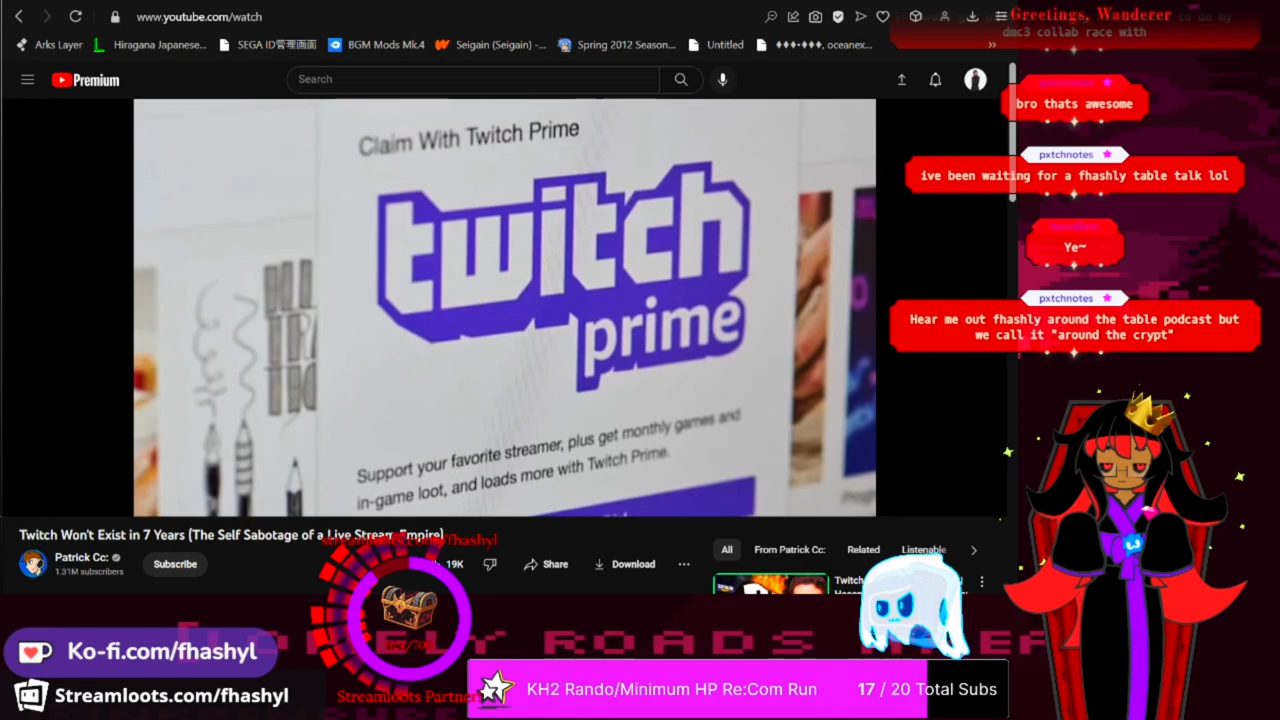 www.youtube.com/watch
Greetings, Wanderer
dmc3 collab race with
Arks Layer
Hiragana Japanese...
SEGA ID管理画面
BGM Mods Mk.4
Seigain (Seigain) -...
Spring 2012 Season...
Untitled
♦♦♦-♦♦♦, oceanex...
»
Premium
Search
bro thats awesome
pxtchnotes
ive been waiting for a fhashly table talk lol
Ye~
pxtchnotes
Hear me out fhashly around the table podcast but
we call it "around the crypt"
Claim With Twitch Prime
twitch
prime
Support your favorite streamer, plus get monthly games and
in-game loot, and loads more with Twitch Prime.
Twitch Won't Exist in 7 Years (The Self Sabotage of a Live Stream Empire)
streamloots.com/fhashyl
Patrick Cc:
1.31M subscribers
Subscribe
19K
Share
Download
...
All
From Patrick Cc:
Related
Listenable
Twitch
Ko-fi.com/fhashyl
Streamloots.com/fhashyl
Streamloots Partner
KH2 Rando/Minimum HP Re:Com Run
17 / 20 Total Subs